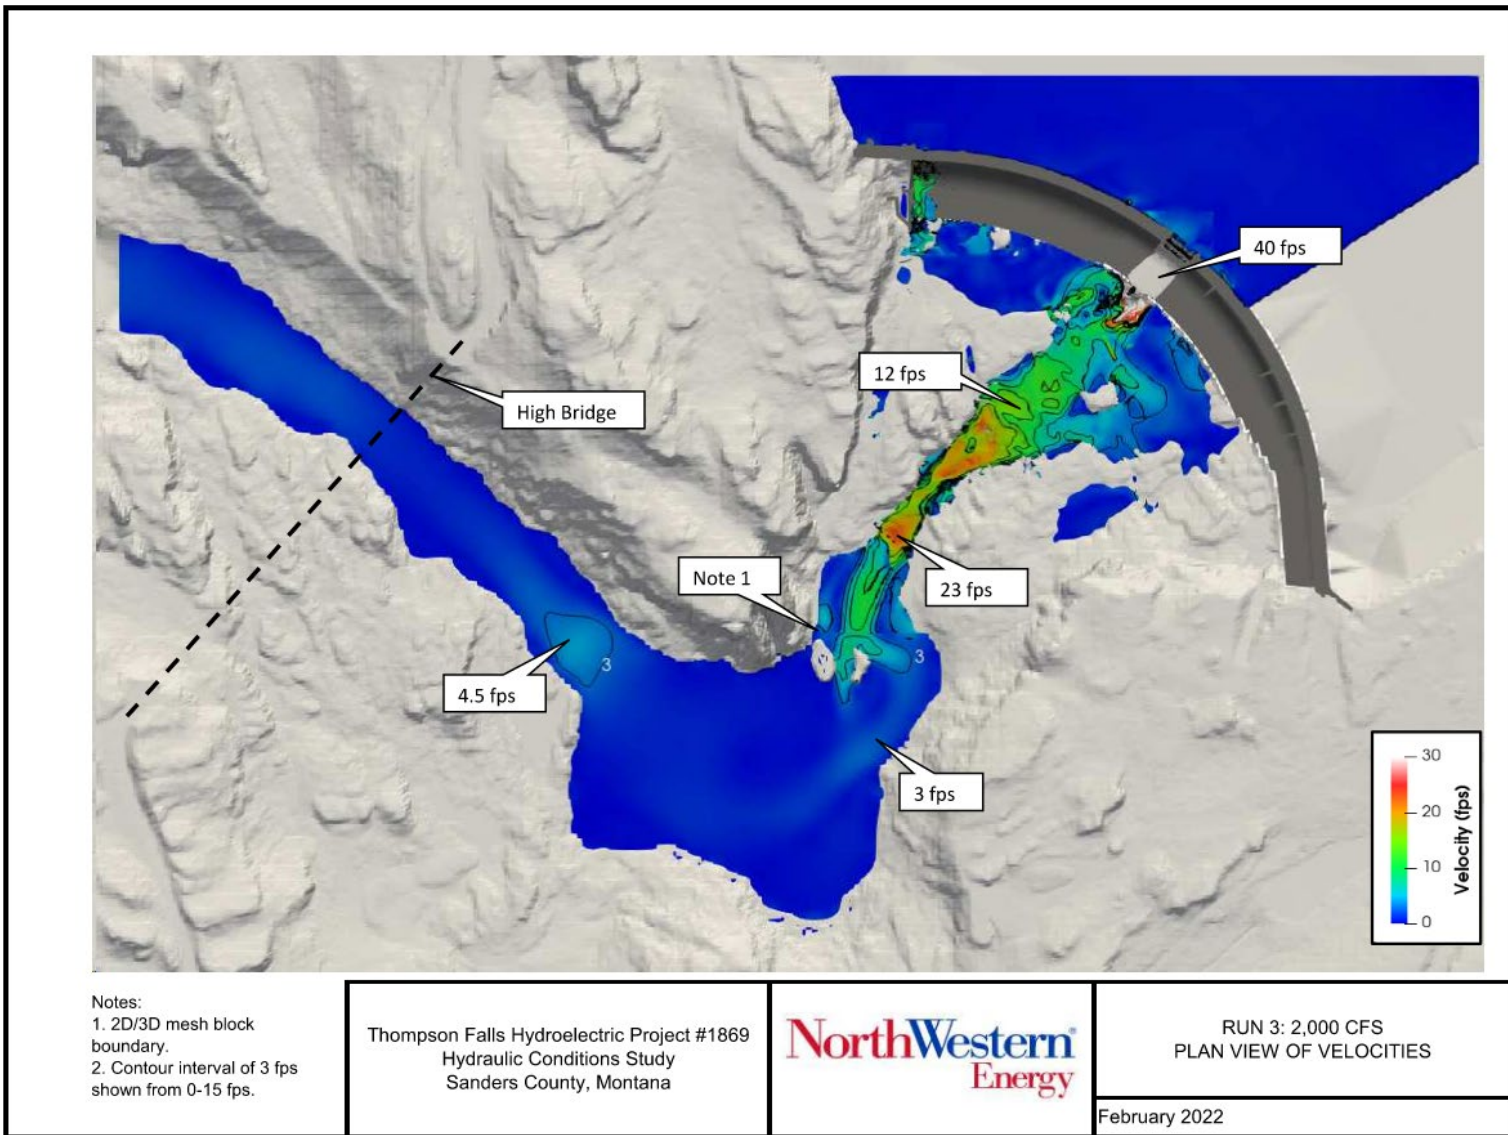 40 fps
12 fps
High Bridge
Note 1
23 fps
3
3
4.5 fps
3 fps
30
20
10
0
Velocity (fps)
Notes:
1. 2D/3D mesh block
boundary.
2. Contour interval of 3 fps
shown from 0-15 fps.
Thompson Falls Hydroelectric Project #1869
Hydraulic Conditions Study
Sanders County, Montana
NorthWestern®
Energy
RUN 3: 2,000 CFS
PLAN VIEW OF VELOCITIES
February 2022